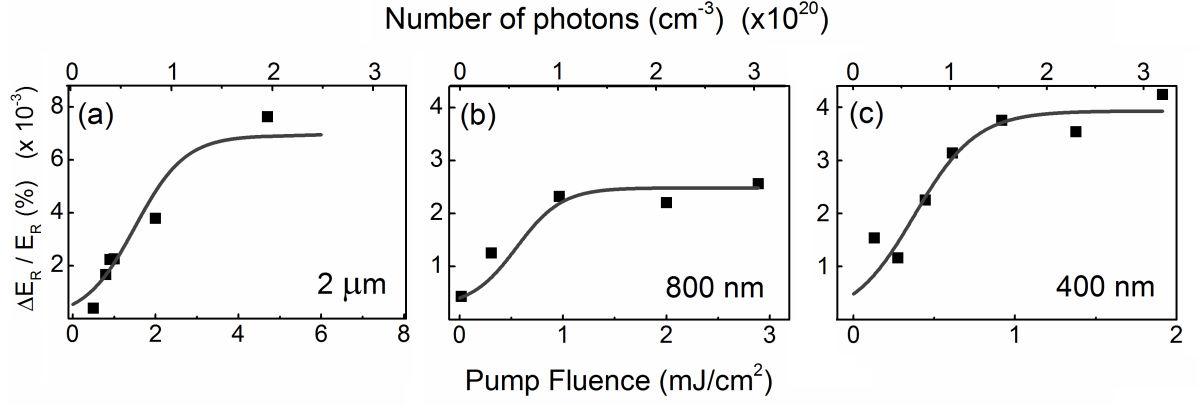 Number of photons (cm-3) (x1020)
0 1 2 3 0 1 2 3 0 1 2 3
ΔER / ER (%) (x 10-3)
(a) (b) (c)
8 6 4 2
4 3 2 1
4 3 2 1
2 μm 800 nm 400 nm
0 2 4 6 8 0 1 2 3 0 1 2
Pump Fluence (mJ/cm2)